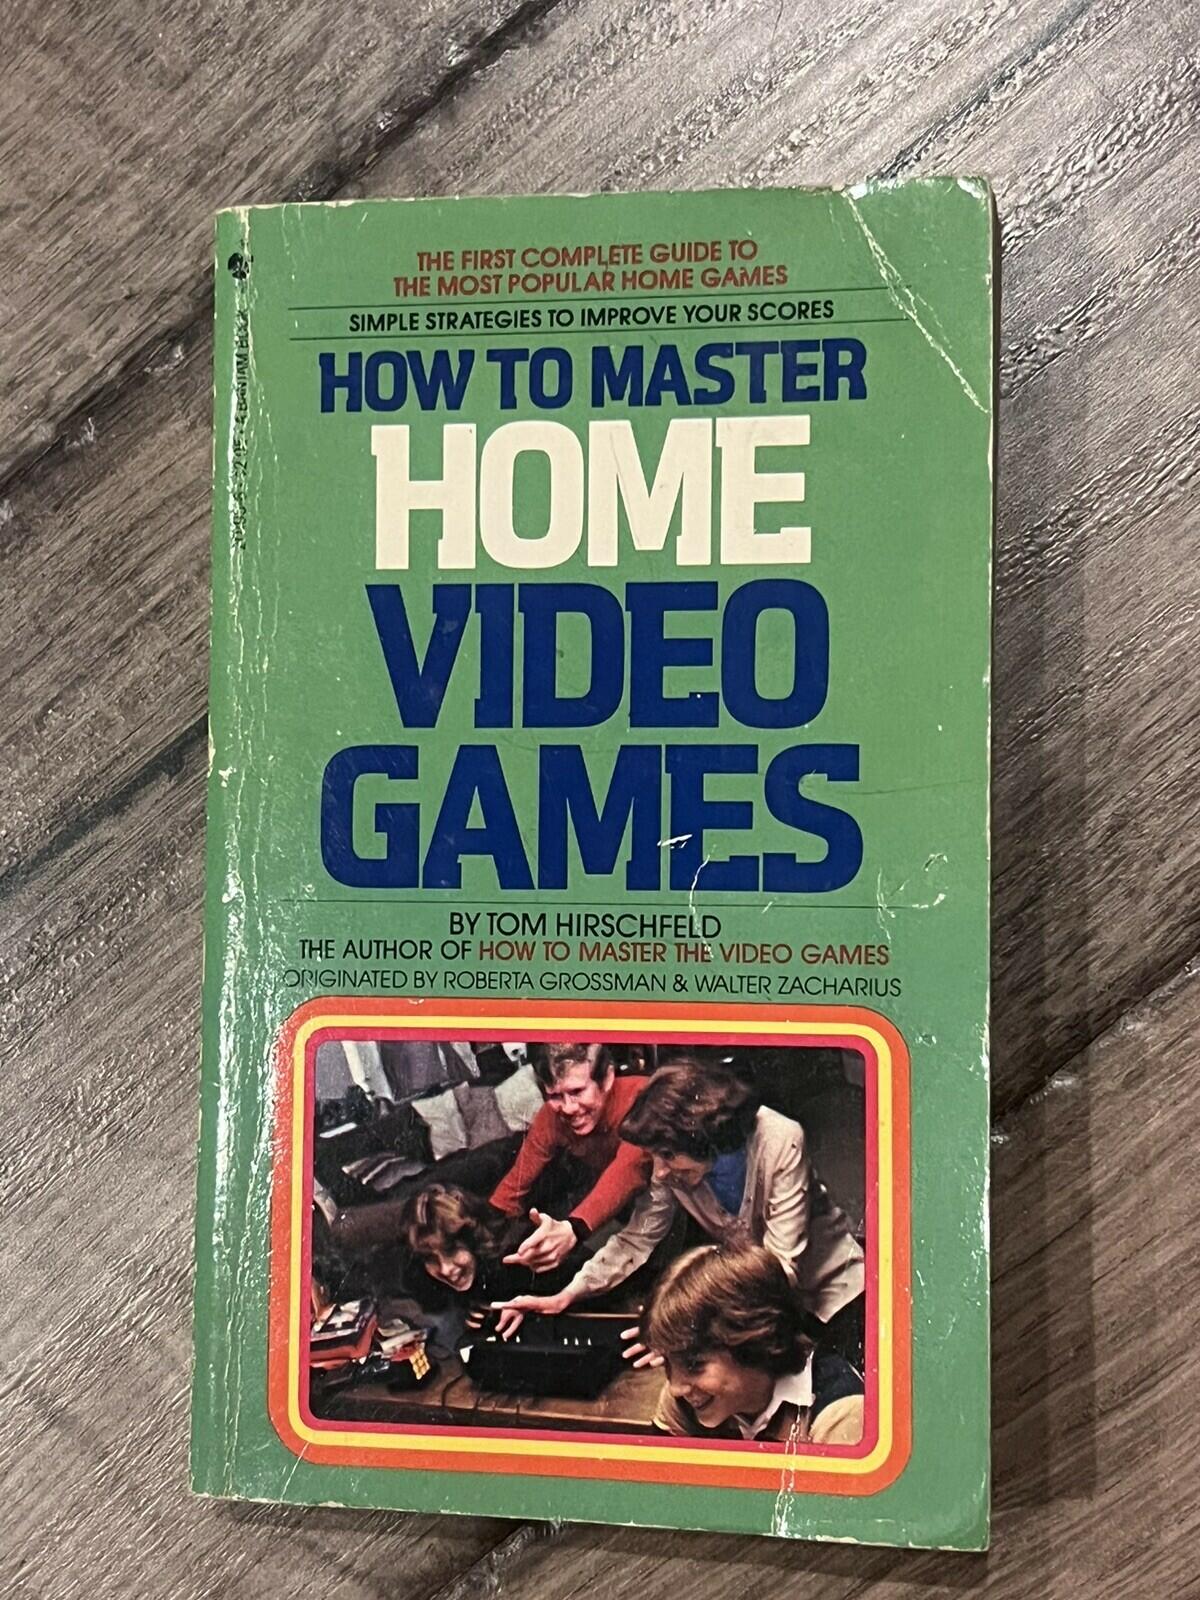 THE FIRST COMPLETE GUIDE TO
THE MOST POPULAR HOME GAMES
SIMPLE STRATEGIES TO IMPROVE YOUR SCORES
HOW TO MASTER
HOME
VIDEO
GAMES
BY TOM HIRSCHFELD
THE AUTHOR OF HOW TO MASTER THE VIDEO GAMES
ORIGINATED BY ROBERTA GROSSMAN & WALTER ZACHARIUS
A BANTAM BOOK